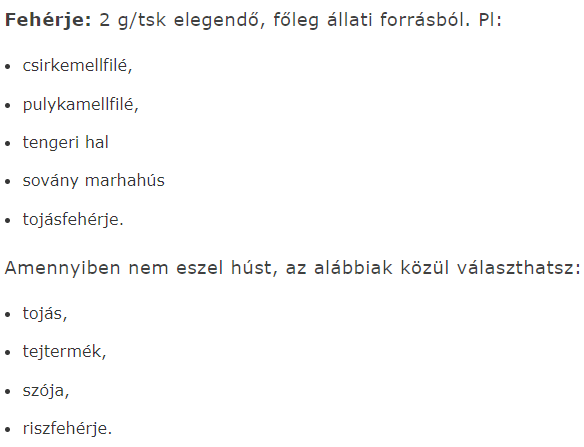 Fehérje: 2 g/tsk elegendő, főleg állati forrásból. Pl:
• csirkemellfilé,
• pulykamellfilé,
• tengeri hal
• sovány marhahús
• tojásfehérje.
Amennyiben nem eszel húst, az alábbiak közül választhatsz:
• tojás,
• tejtermék,
• szója,
• riszfehérje.